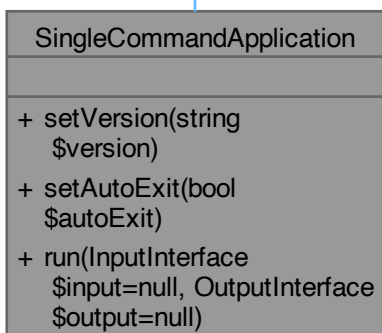 SingleCommandApplication
+ setVersion(string
$version)
+ setAutoExit(bool
$autoExit)
+ run(InputInterface
$input=null, OutputInterface
$output=null)